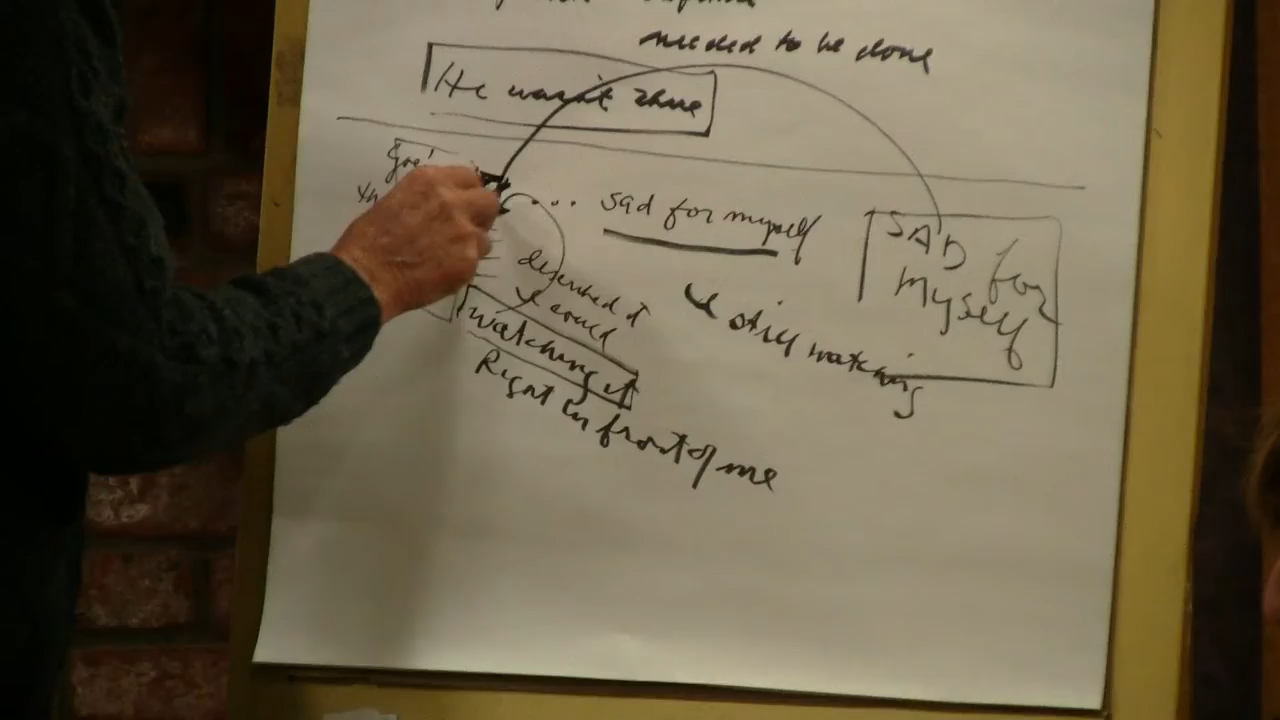 needed to be done
He wasn't there
... sad for myself
SAD for
Myself
described it
& could
watching it
still watching
Right in front of me